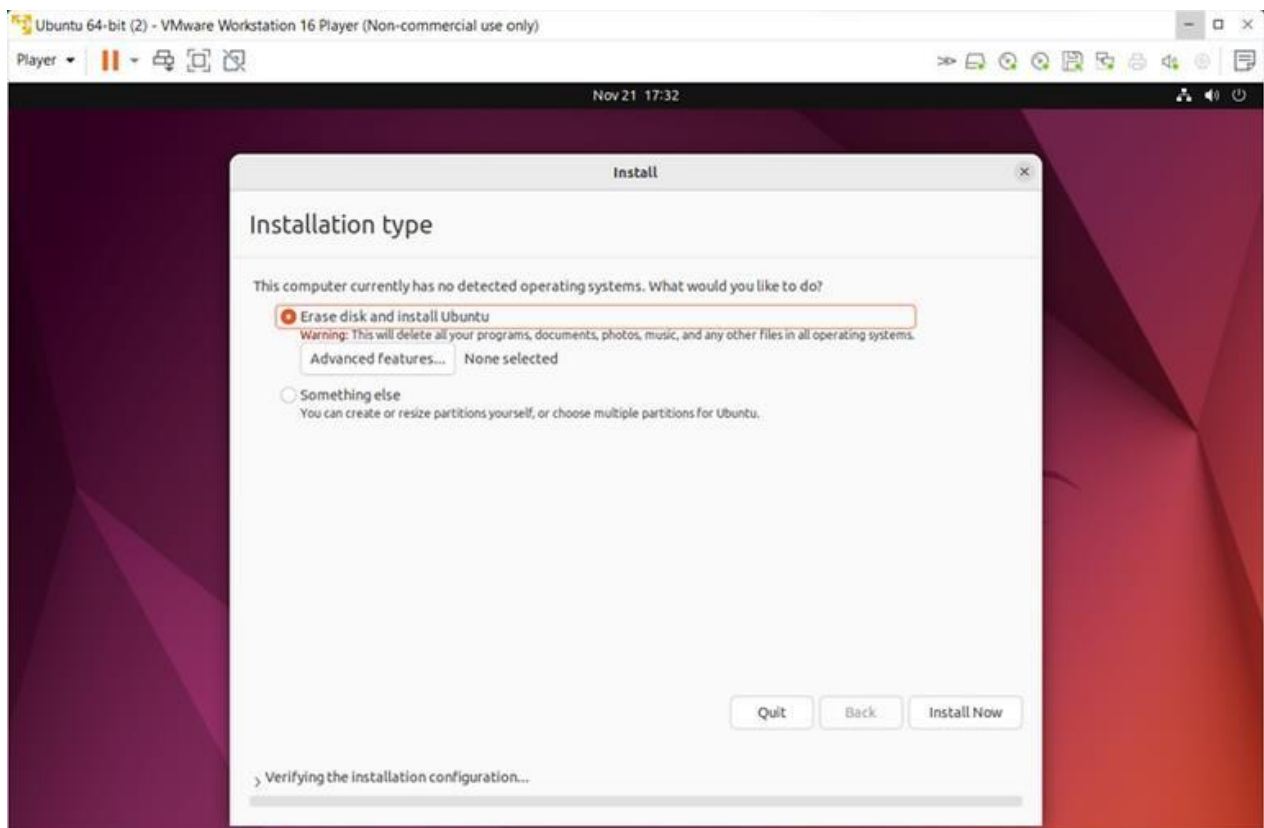 Ubuntu 64-bit (2) - VMware Workstation 16 Player (Non-commercial use only)
Player
Nov 21 17:32
Install
Installation type
This computer currently has no detected operating systems. What would you like to do?
Erase disk and install Ubuntu
Warning: This will delete all your programs, documents, photos, music, and any other files in all operating systems.
Advanced features... None selected
Something else
You can create or resize partitions yourself, or choose multiple partitions for Ubuntu.
Quit Back Install Now
Verifying the installation configuration...